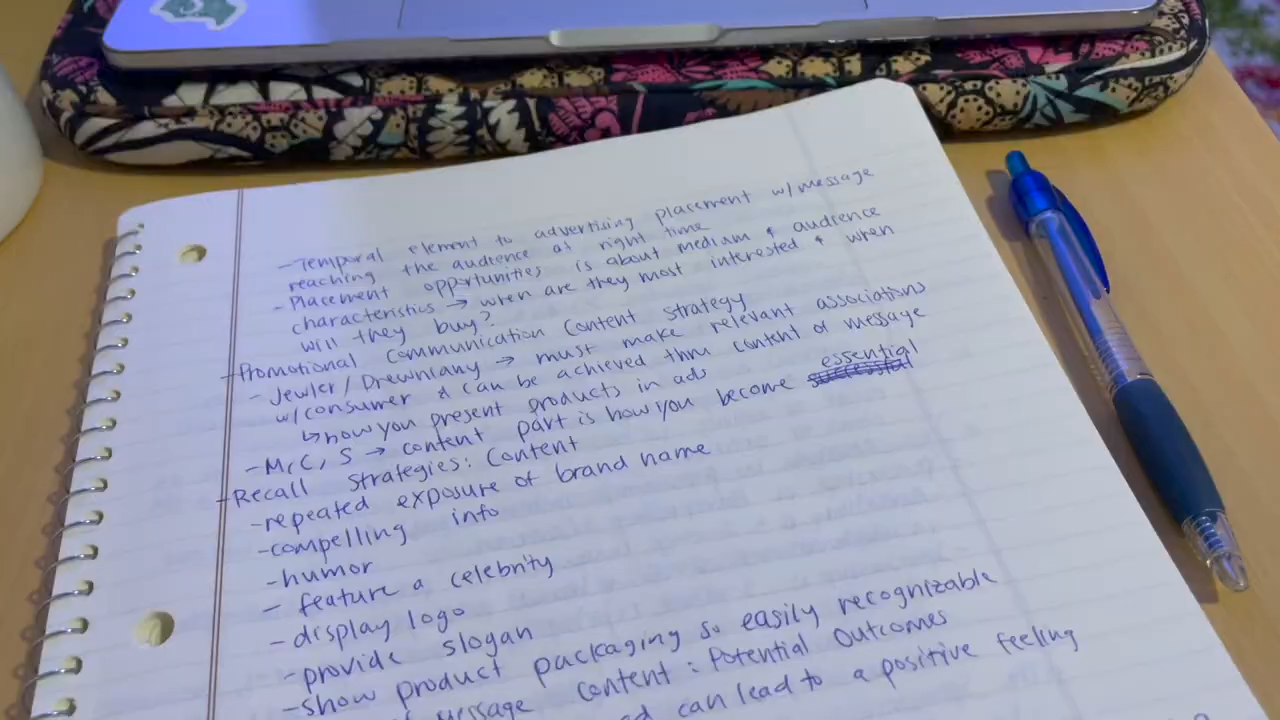 -Temporal element to advertising placement w/message
reaching the audience at right time
-Placement opportunities is about medium & audience
characteristics → when are they most interested & when
will they buy?
-Promotional Communication Content Strategy
-Jewler/Drewniany → must make relevant associations
w/consumer & can be achieved thru content of message
↳how you present products in ads
-M, C, S → content part is how you become essential
-Recall Strategies: Content
-repeated exposure of brand name
-compelling info
-humor
- feature a celebrity
-display logo
-provide slogan
-show product packaging so easily recognizable
message content: Potential Outcomes
can lead to a positive feeling